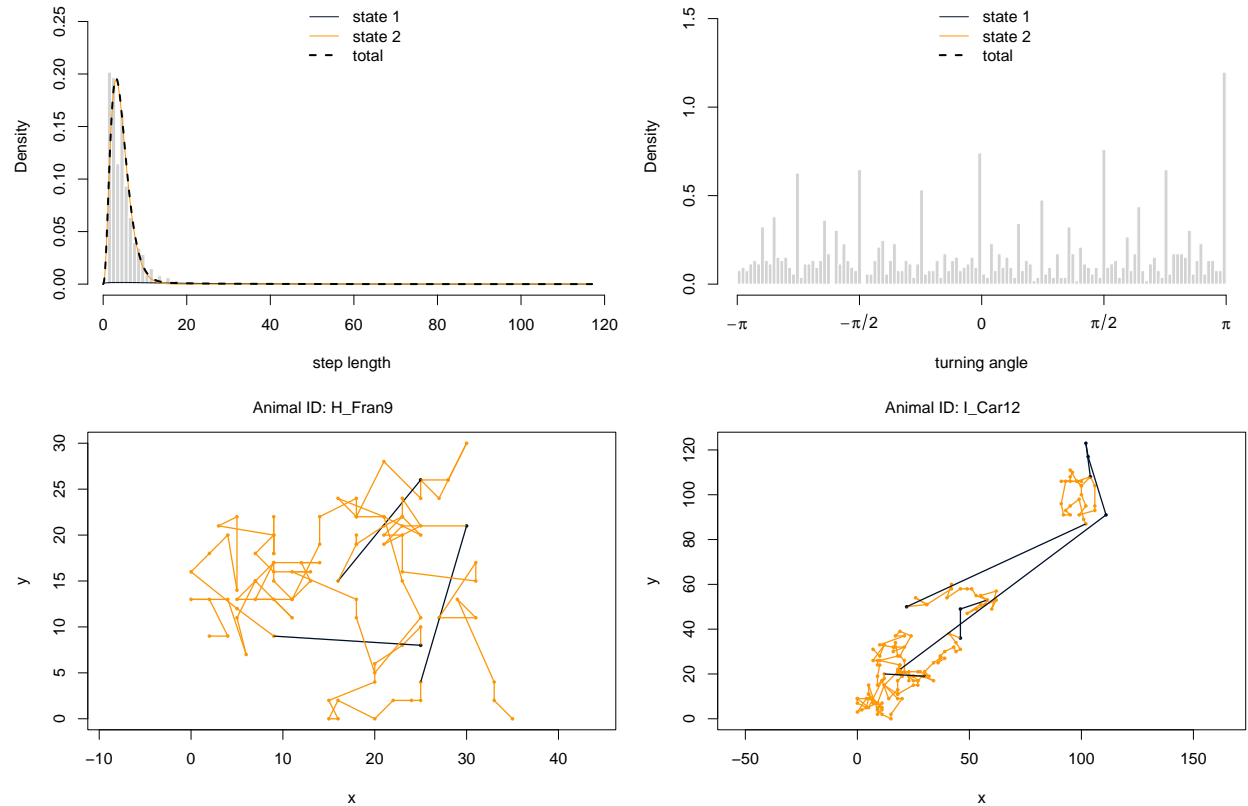 state 1
state 2
total
Density
0.00 0.05 0.10 0.15 0.20 0.25
0 20 40 60 80 100 120
step length
state 1
state 2
total
Density
0.0 0.5 1.0 1.5
−π −π/2 0 π/2 π
turning angle
Animal ID: H_Fran9
y
0 5 10 15 20 25 30
−10 0 10 20 30 40
x
Animal ID: I_Car12
y
0 20 40 60 80 100 120
−50 0 50 100 150
x